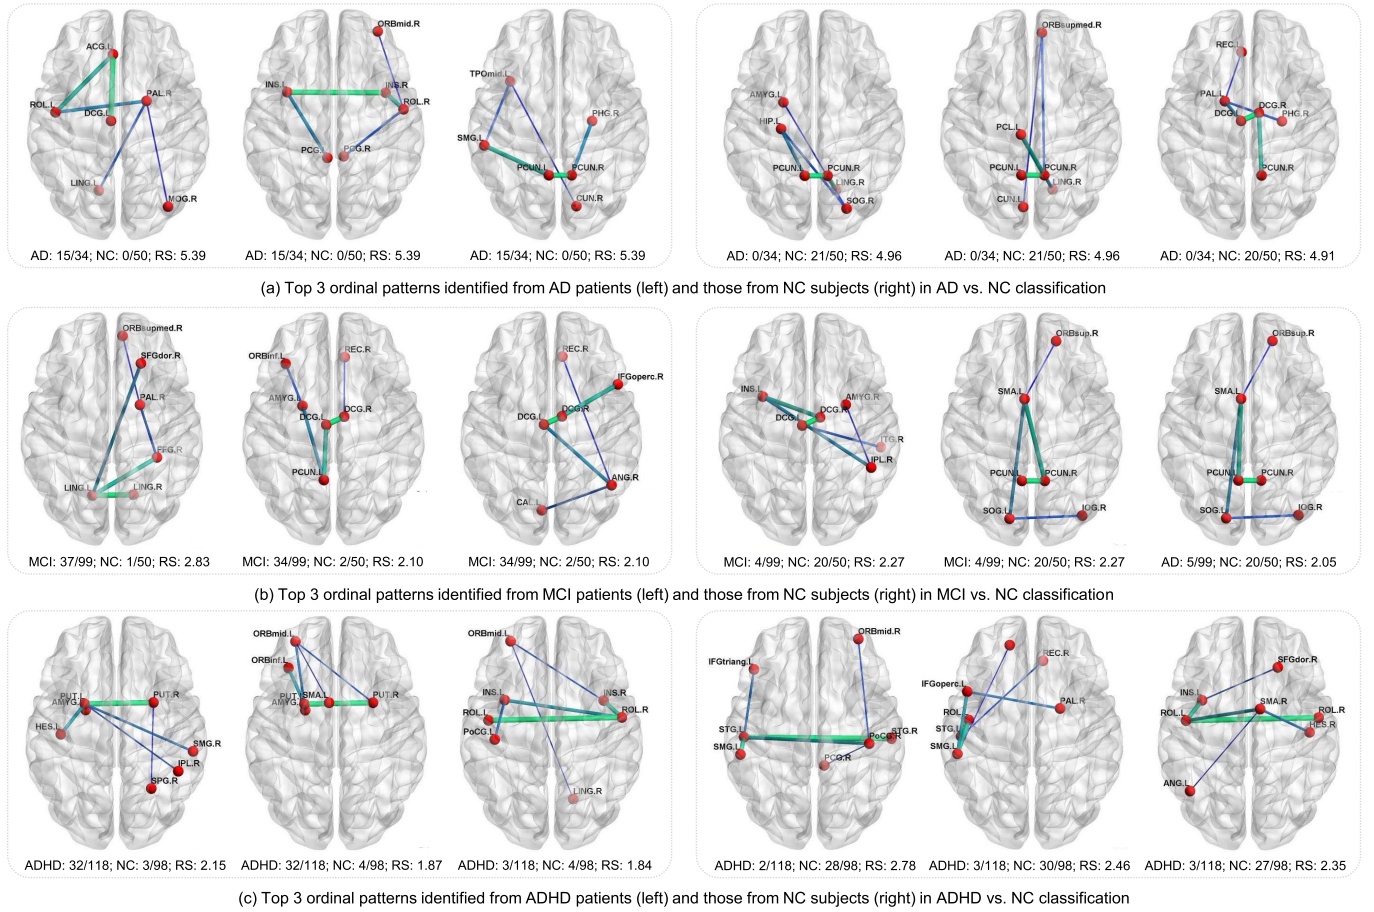 ACG.L
ROL.L
PAL.R
DCG.L
LING.L
MOG.R
AD: 15/34; NC: 0/50; RS: 5.39
ORBmid.R
INS.L
INS.R
ROL.R
PCG.
PCG.R
AD: 15/34; NC: 0/50; RS: 5.39
TPOmid.L
PHG.R
SMG.L
PCUN.L
PCUN.R
CUN.R
AD: 15/34; NC: 0/50; RS: 5.39
AMYG.L
HIP.L
PCUN.L
PCUN.R
LING.R
SOG.R
AD: 0/34; NC: 21/50; RS: 4.96
ORBsupmed.R
PCL.L
PCUN.L
PCUN.R
LING.R
CUN.L
AD: 0/34; NC: 21/50; RS: 4.96
REC.L
PAL.L
DCG.R
DCG.L
PHG.R
PCUN.R
AD: 0/34; NC: 20/50; RS: 4.91
(a) Top 3 ordinal patterns identified from AD patients (left) and those from NC subjects (right) in AD vs. NC classification
ORBsupmed.R
SFGdor.R
PAL.R
FFG.R
LING.L
LING.R
MCI: 37/99; NC: 1/50; RS: 2.83
ORBinf.L
REC.R
AMYG.L
DCG.L
DCG.R
PCUN.L
MCI: 34/99; NC: 2/50; RS: 2.10
REC.R
IFGoperc.R
DCG.L
DCG.R
ANG.R
CAL.L
MCI: 34/99; NC: 2/50; RS: 2.10
INS.L
AMYG.R
DCG.L
DCG.R
ITG.R
IPL.R
MCI: 4/99; NC: 20/50; RS: 2.27
ORBsup.R
SMA.L
PCUN.L
PCUN.R
SOG.L
IOG.R
MCI: 4/99; NC: 20/50; RS: 2.27
ORBsup.R
SMA.L
PCUN.L
PCUN.R
SOG.L
IOG.R
AD: 5/99; NC: 20/50; RS: 2.05
(b) Top 3 ordinal patterns identified from MCI patients (left) and those from NC subjects (right) in MCI vs. NC classification
PUT.L
PUT.R
AMYG.L
HES.L
SMG.R
IPL.R
SPG.R
ADHD: 32/118; NC: 3/98; RS: 2.15
ORBmid.L
ORBinf.L
PUT.
SMA.L
PUT.R
AMYG.
ADHD: 32/118; NC: 4/98; RS: 1.87
ORBmid.L
INS.L
INS.R
ROL.L
ROL.R
PoCG.L
LING.R
ADHD: 3/118; NC: 4/98; RS: 1.84
ORBmid.R
IFGtriang.L
STG.L
STG.R
PoCG.R
SMG.L
PCG.R
ADHD: 2/118; NC: 28/98; RS: 2.78
REC.R
IFGoperc.L
PAL.R
ROL.
STG.L
SMG.L
ADHD: 3/118; NC: 30/98; RS: 2.46
SFGdor.R
INS.L
SMA.R
ROL.L
ROL.R
HES.R
ANG.L
ADHD: 3/118; NC: 27/98; RS: 2.35
(c) Top 3 ordinal patterns identified from ADHD patients (left) and those from NC subjects (right) in ADHD vs. NC classification